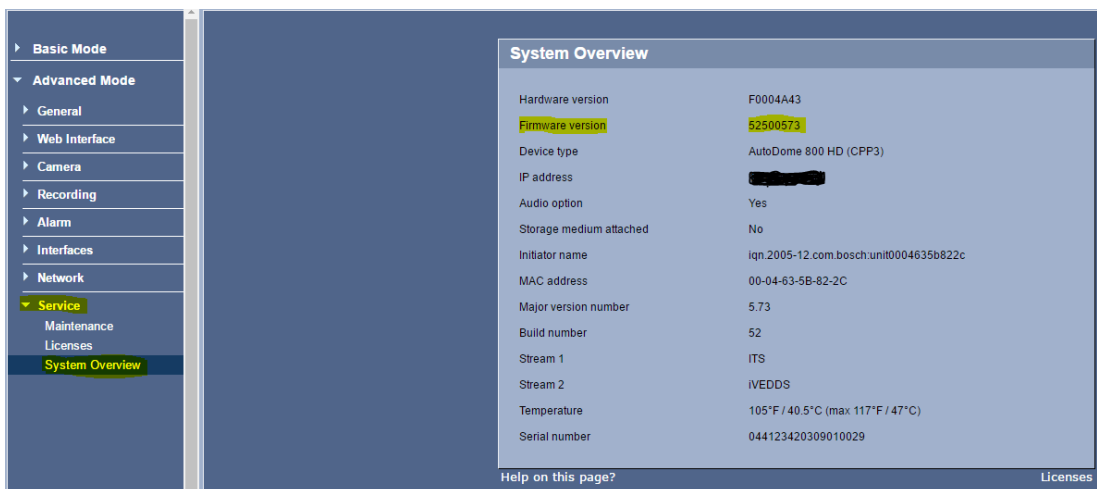 Basic Mode
Advanced Mode
General
Web Interface
Camera
Recording
Alarm
Interfaces
Network
Service
Maintenance
Licenses
System Overview
System Overview
Hardware version F0004A43
Firmware version 52500573
Device type AutoDome 800 HD (CPP3)
IP address
Audio option Yes
Storage medium attached No
Initiator name iqn.2005-12.com.bosch:unit0004635b822c
MAC address 00-04-63-5B-82-2C
Major version number 5.73
Build number 52
Stream 1 ITS
Stream 2 iVEDDS
Temperature 105°F / 40.5°C (max 117°F / 47°C)
Serial number 044123420309010029
Help on this page? Licenses